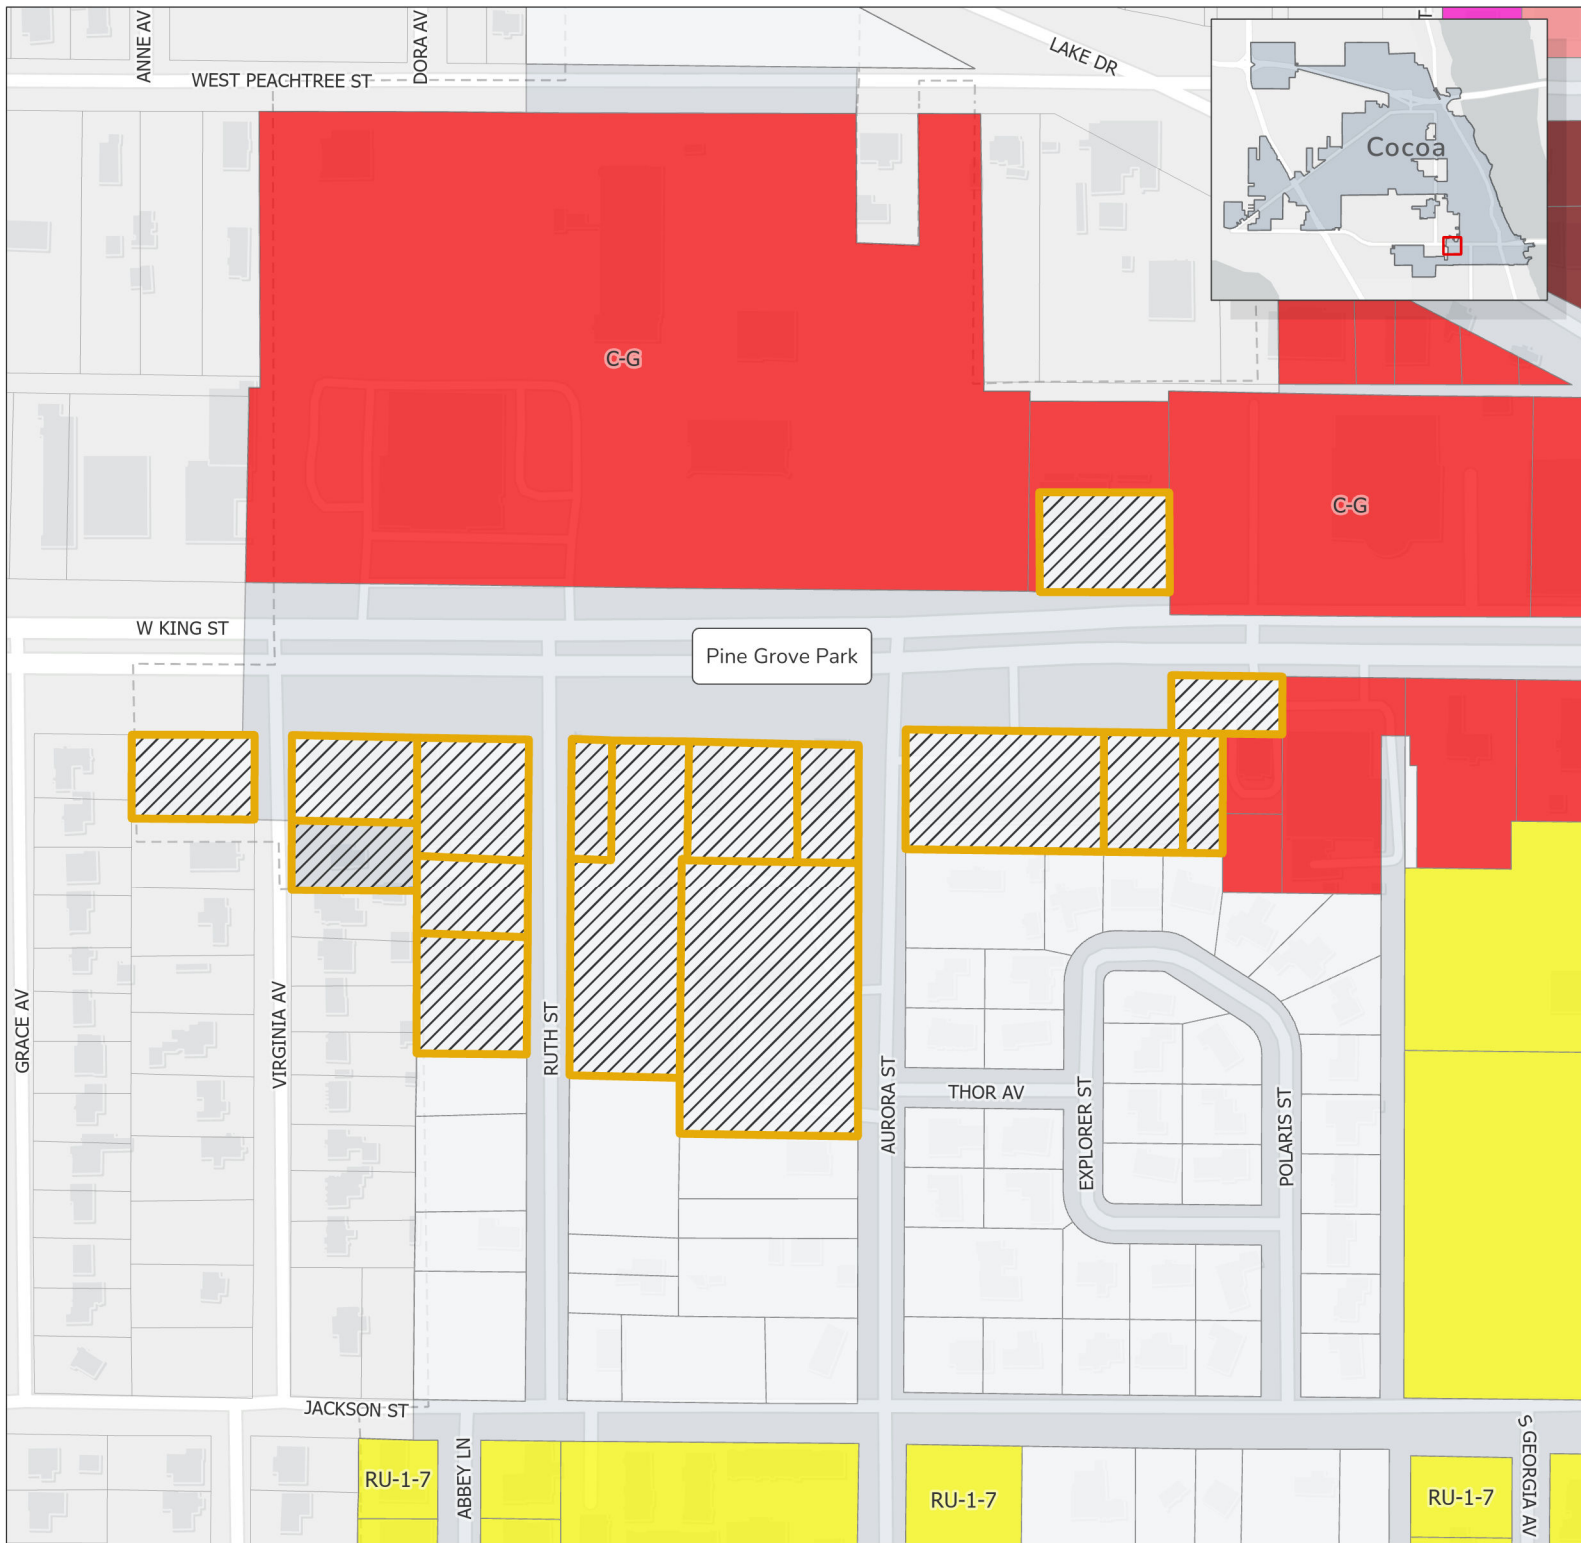 ANNE AV
DORA AV
WEST PEACHTREE ST
LAKE DR
T
Cocoa
C-G
C-G
W KING ST
Pine Grove Park
GRACE AV
VIRGINIA AV
RUTH ST
AURORA ST
THOR AV
EXPLORER ST
POLARIS ST
JACKSON ST
ABBEY LN
S GEORGIA AV
RU-1-7
RU-1-7
RU-1-7